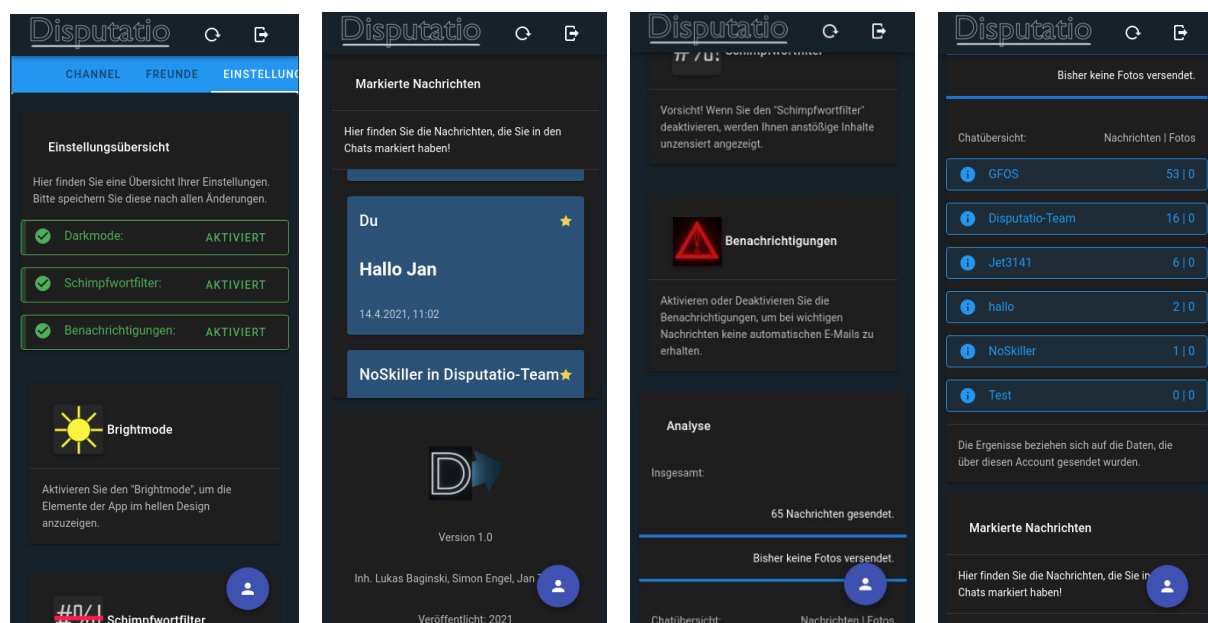 Disputatio
CHANNEL FREUNDE EINSTELLUNG
Einstellungsübersicht
Hier finden Sie eine Übersicht Ihrer Einstellungen.
Bitte speichern Sie diese nach allen Änderungen.
Darkmode: AKTIVIERT
Schimpfwortfilter: AKTIVIERT
Benachrichtigungen: AKTIVIERT
Brightmode
Aktivieren Sie den "Brightmode", um die
Elemente der App im hellen Design
anzuzeigen.
#%!
Schimpfwortfilter
Disputatio
Markierte Nachrichten
Hier finden Sie die Nachrichten, die Sie in den
Chats markiert haben!
Du
Hallo Jan
14.4.2021, 11:02
NoSkiller in Disputatio-Team
D
Version 1.0
Inh. Lukas Baginski, Simon Engel, Jan
Veröffentlicht: 2021
Disputatio
#%!
Schimpfwortfilter
Vorsicht! Wenn Sie den "Schimpfwortfilter"
deaktivieren, werden Ihnen anstößige Inhalte
unzensiert angezeigt.
Benachrichtigungen
Aktivieren oder Deaktivieren Sie die
Benachrichtigungen, um bei wichtigen
Nachrichten keine automatischen E-Mails zu
erhalten.
Analyse
Insgesamt:
65 Nachrichten gesendet.
Bisher keine Fotos versendet.
Chatübersicht: Nachrichten | Fotos
Disputatio
Bisher keine Fotos versendet.
Chatübersicht: Nachrichten | Fotos
GFOS 53 | 0
Disputatio-Team 16 | 0
Jet3141 6 | 0
hallo 2 | 0
NoSkiller 1 | 0
Test 0 | 0
Die Ergenisse beziehen sich auf die Daten, die
über diesen Account gesendet wurden.
Markierte Nachrichten
Hier finden Sie die Nachrichten, die Sie in
Chats markiert haben!